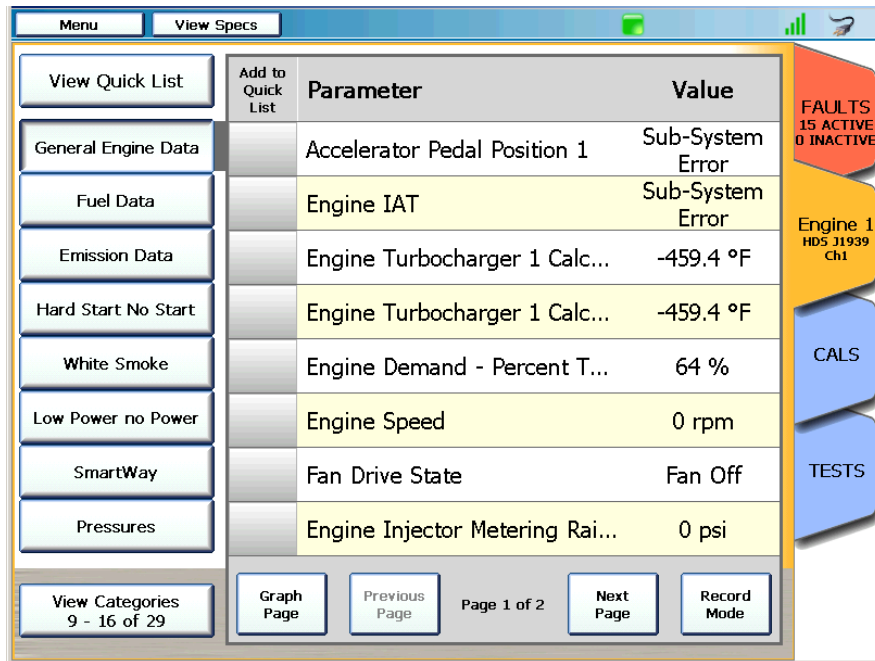 Menu
View Specs
View Quick List
Add to
Quick
List
Parameter
Value
FAULTS
15 ACTIVE
0 INACTIVE
General Engine Data
Accelerator Pedal Position 1
Sub-System
Error
Fuel Data
Engine IAT
Sub-System
Error
Engine 1
HDS J1939
Ch1
Emission Data
Engine Turbocharger 1 Calc...
-459.4 °F
Hard Start No Start
Engine Turbocharger 1 Calc...
-459.4 °F
White Smoke
Engine Demand - Percent T...
64 %
CALS
Low Power no Power
Engine Speed
0 rpm
SmartWay
Fan Drive State
Fan Off
TESTS
Pressures
Engine Injector Metering Rai...
0 psi
View Categories
9 - 16 of 29
Graph
Page
Previous
Page
Page 1 of 2
Next
Page
Record
Mode